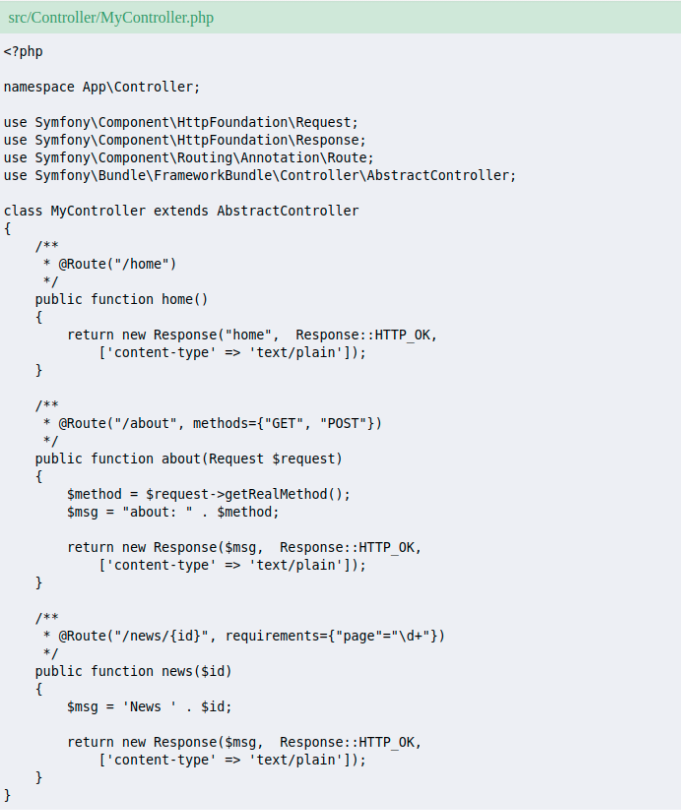 src/Controller/MyController.php
<?php
namespace App\Controller;
use Symfony\Component\HttpFoundation\Request;
use Symfony\Component\HttpFoundation\Response;
use Symfony\Component\Routing\Annotation\Route;
use Symfony\Bundle\FrameworkBundle\Controller\AbstractController;
class MyController extends AbstractController
{
    /**
     * @Route("/home")
     */
    public function home()
    {
        return new Response("home",  Response::HTTP_OK,
            ['content-type' => 'text/plain']);
    }
    /**
     * @Route("/about", methods={"GET", "POST"})
     */
    public function about(Request $request)
    {
        $method = $request->getRealMethod();
        $msg = "about: " . $method;
        return new Response($msg,  Response::HTTP_OK,
            ['content-type' => 'text/plain']);
    }
    /**
     * @Route("/news/{id}", requirements={"page"="\d+"})
     */
    public function news($id)
    {
        $msg = 'News ' . $id;
        return new Response($msg,  Response::HTTP_OK,
            ['content-type' => 'text/plain']);
    }
}